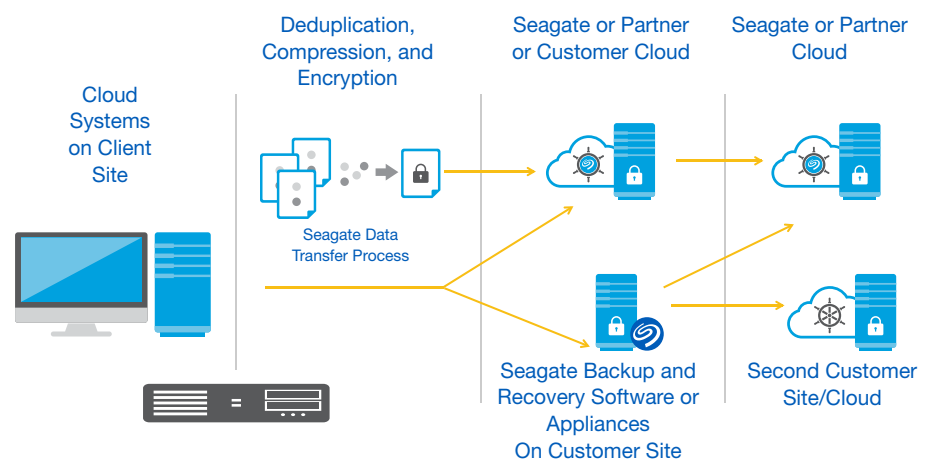 Deduplication,
Compression, and
Encryption
Seagate or Partner
or Customer Cloud
Seagate or Partner
Cloud
Cloud
Systems
on Client
Site
Seagate Data
Transfer Process
Seagate Backup and
Recovery Software or
Appliances
On Customer Site
Second Customer
Site/Cloud